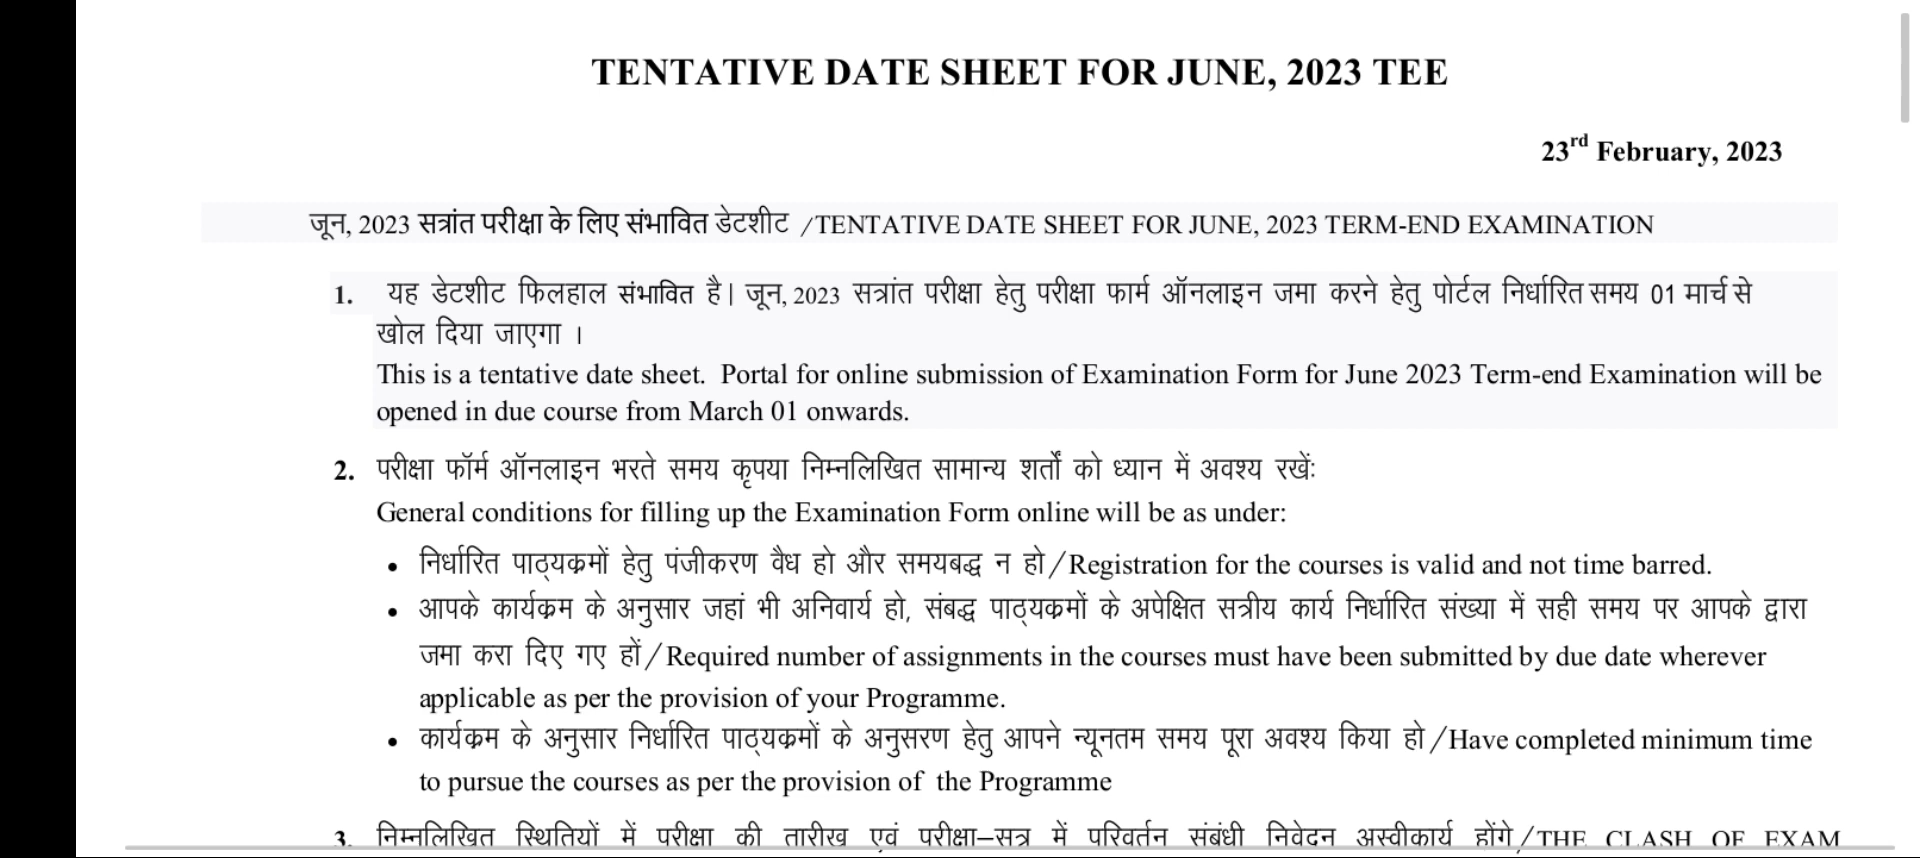 TENTATIVE DATE SHEET FOR JUNE, 2023 TEE
23rd February, 2023
जून, 2023 सत्रांत परीक्षा के लिए संभावित डेटशीट /TENTATIVE DATE SHEET FOR JUNE, 2023 TERM-END EXAMINATION
1. यह डेटशीट फिलहाल संभावित है। जून, 2023 सत्रांत परीक्षा हेतु परीक्षा फार्म ऑनलाइन जमा करने हेतु पोर्टल निर्धारित समय 01 मार्च से
खोल दिया जाएगा ।
This is a tentative date sheet. Portal for online submission of Examination Form for June 2023 Term-end Examination will be
opened in due course from March 01 onwards.
2. परीक्षा फॉर्म ऑनलाइन भरते समय कृपया निम्नलिखित सामान्य शर्तों को ध्यान में अवश्य रखें:
General conditions for filling up the Examination Form online will be as under:
• निर्धारित पाठ्यक्रमों हेतु पंजीकरण वैध हो और समयबद्ध न हो/Registration for the courses is valid and not time barred.
• आपके कार्यक्रम के अनुसार जहां भी अनिवार्य हो, संबद्ध पाठ्यक्रमों के अपेक्षित सत्रीय कार्य निर्धारित संख्या में सही समय पर आपके द्वारा
जमा करा दिए गए हों/Required number of assignments in the courses must have been submitted by due date wherever
applicable as per the provision of your Programme.
• कार्यक्रम के अनुसार निर्धारित पाठ्यक्रमों के अनुसरण हेतु आपने न्यूनतम समय पूरा अवश्य किया हो/Have completed minimum time
to pursue the courses as per the provision of the Programme
3. निम्नलिखित स्थितियों में परीक्षा की तारीख एवं परीक्षा–सत्र में परिवर्तन संबंधी निवेदन अस्वीकार्य होंगे/THE CLASH OF EXAM